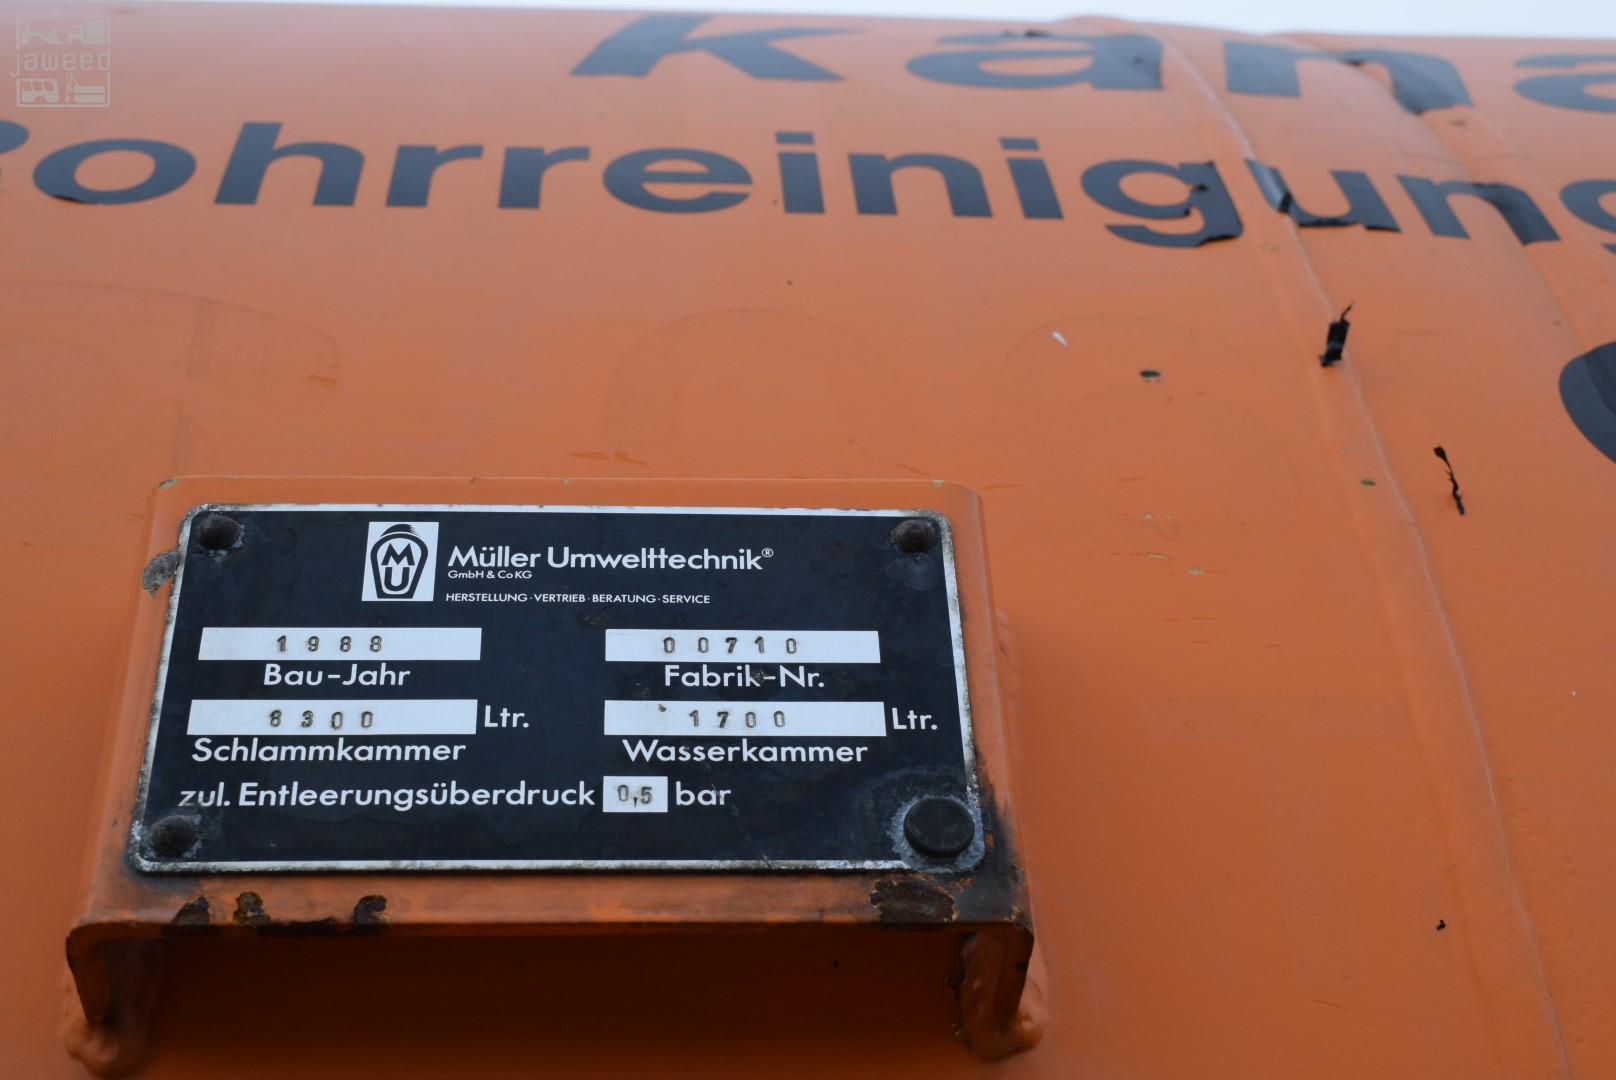 jaweed
Kana
Rohrreinigung
MU
Müller Umwelttechnik®
GmbH & Co KG
HERSTELLUNG · VERTRIEB · BERATUNG · SERVICE
1988 00710
Bau-Jahr Fabrik-Nr.
8300 Ltr. 1700 Ltr.
Schlammkammer Wasserkammer
zul. Entleerungsüberdruck 0,5 bar